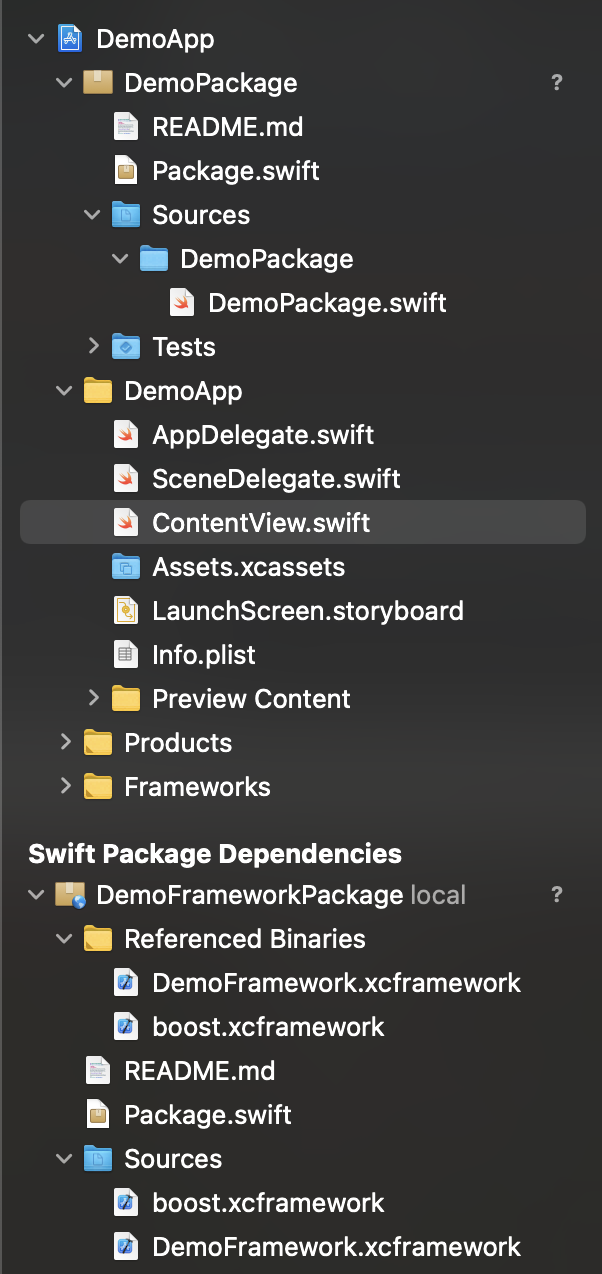 DemoApp
DemoPackage ?
README.md
Package.swift
Sources
DemoPackage
DemoPackage.swift
Tests
DemoApp
AppDelegate.swift
SceneDelegate.swift
ContentView.swift
Assets.xcassets
LaunchScreen.storyboard
Info.plist
Preview Content
Products
Frameworks
Swift Package Dependencies
DemoFrameworkPackage local ?
Referenced Binaries
DemoFramework.xcframework
boost.xcframework
README.md
Package.swift
Sources
boost.xcframework
DemoFramework.xcframework